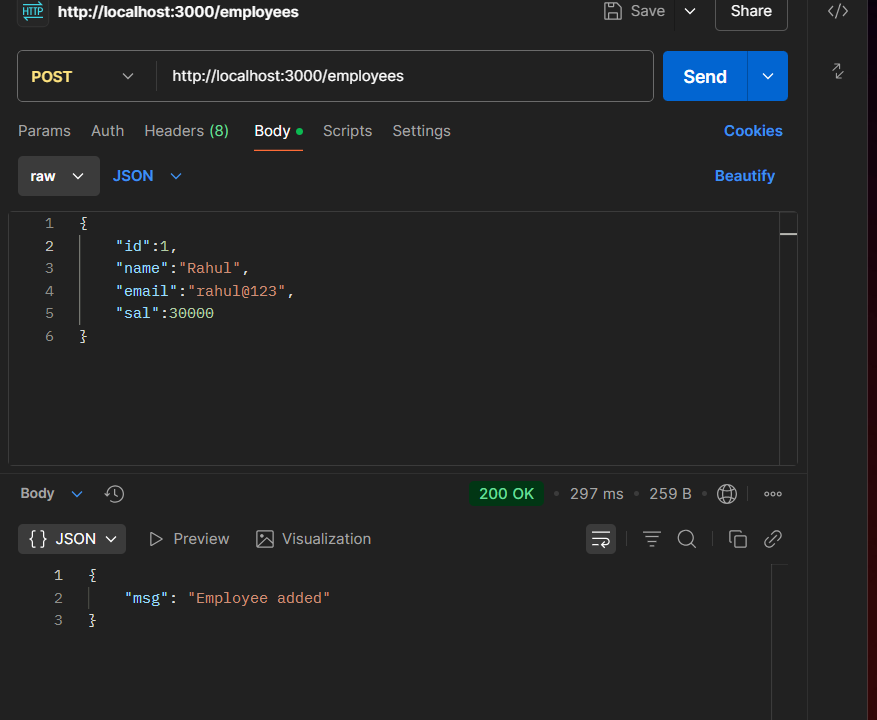 HTTP http://localhost:3000/employees Save Share
POST http://localhost:3000/employees Send
Params Auth Headers (8) Body Scripts Settings Cookies
raw JSON Beautify
1 {
2 "id":1,
3 "name":"Rahul",
4 "email":"rahul@123",
5 "sal":30000
6 }
Body 200 OK • 297 ms • 259 B •
{} JSON Preview Visualization
1 {
2 "msg": "Employee added"
3 }